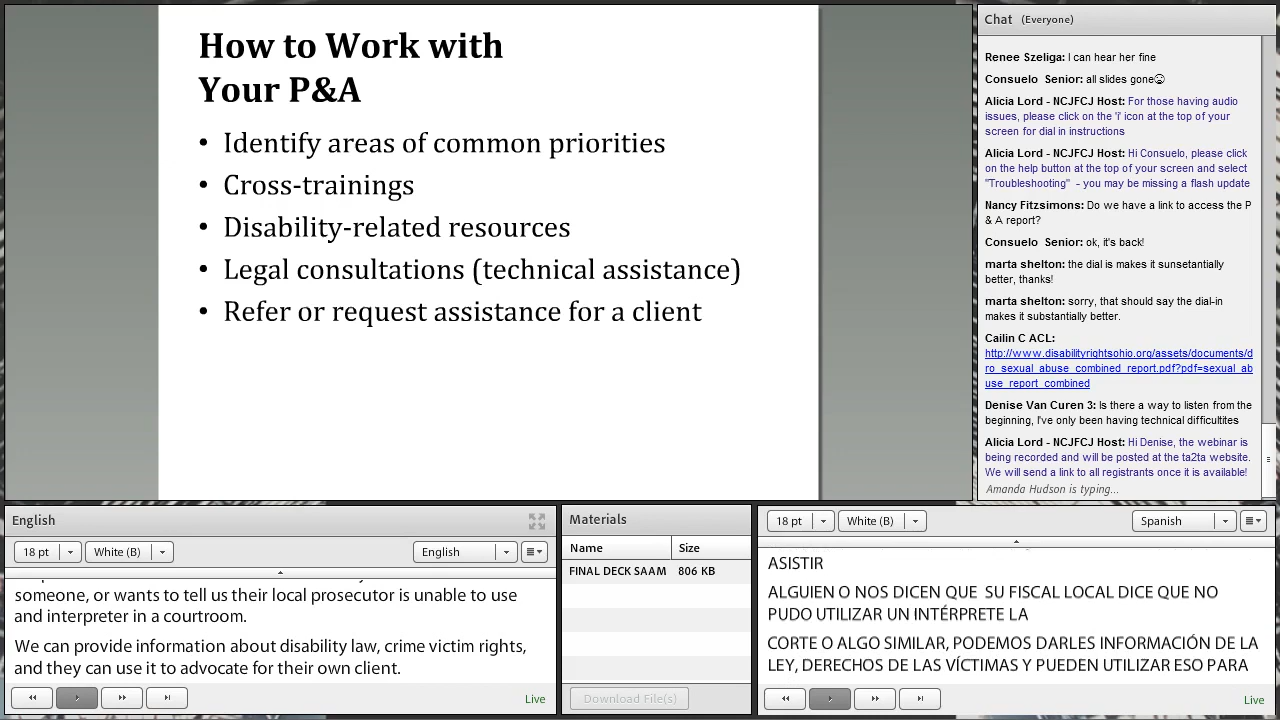 How to Work with
Your P&A
• Identify areas of common priorities
• Cross-trainings
• Disability-related resources
• Legal consultations (technical assistance)
• Refer or request assistance for a client
Chat (Everyone)
Renee Szeliga: I can hear her fine
Consuelo Senior: all slides gone
Alicia Lord - NCJFCJ Host: For those having audio
issues, please click on the 'i' icon at the top of your
screen for dial in instructions
Alicia Lord - NCJFCJ Host: Hi Consuelo, please click
on the help button at the top of your screen and select
"Troubleshooting" - you may be missing a flash update
Nancy Fitzsimons: Do we have a link to access the P
& A report?
Consuelo Senior: ok, it's back!
marta shelton: the dial is makes it sunsetantially
better, thanks!
marta shelton: sorry, that should say the dial-in
makes it substantially better.
Cailin C ACL:
http://www.disabilityrightsohio.org/assets/documents/d
ro_sexual_abuse_combined_report.pdf?pdf=sexual_ab
use_report_combined
Denise Van Curen 3: Is there a way to listen from the
beginning, I've only been having technical difficultites
Alicia Lord - NCJFCJ Host: Hi Denise, the webinar is
being recorded and will be posted at the ta2ta website.
We will send a link to all registrants once it is available!
Amanda Hudson is typing...
English
18 pt White (B) English
someone, or wants to tell us their local prosecutor is unable to use
and interpreter in a courtroom.
We can provide information about disability law, crime victim rights,
and they can use it to advocate for their own client.
Live
Materials
Name Size
FINAL DECK SAAM 806 KB
Download File(s)
18 pt White (B) Spanish
ASISTIR
ALGUIEN O NOS DICEN QUE SU FISCAL LOCAL DICE QUE NO
PUDO UTILIZAR UN INTÉRPRETE LA
CORTE O ALGO SIMILAR, PODEMOS DARLES INFORMACIÓN DE LA
LEY, DERECHOS DE LAS VÍCTIMAS Y PUEDEN UTILIZAR ESO PARA
Live